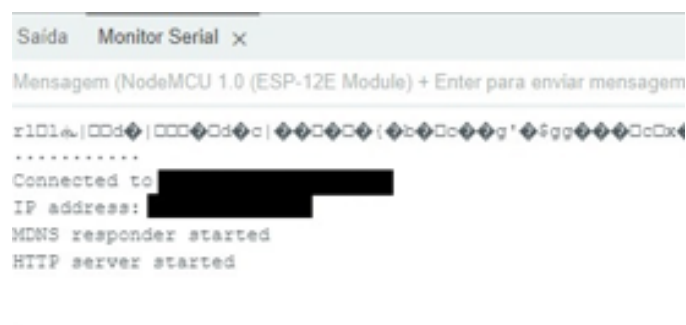 Saída Monitor Serial ×
Mensagem (NodeMCU 1.0 (ESP-12E Module) + Enter para enviar mensagem
...........
Connected to
IP address:
MDNS responder started
HTTP server started